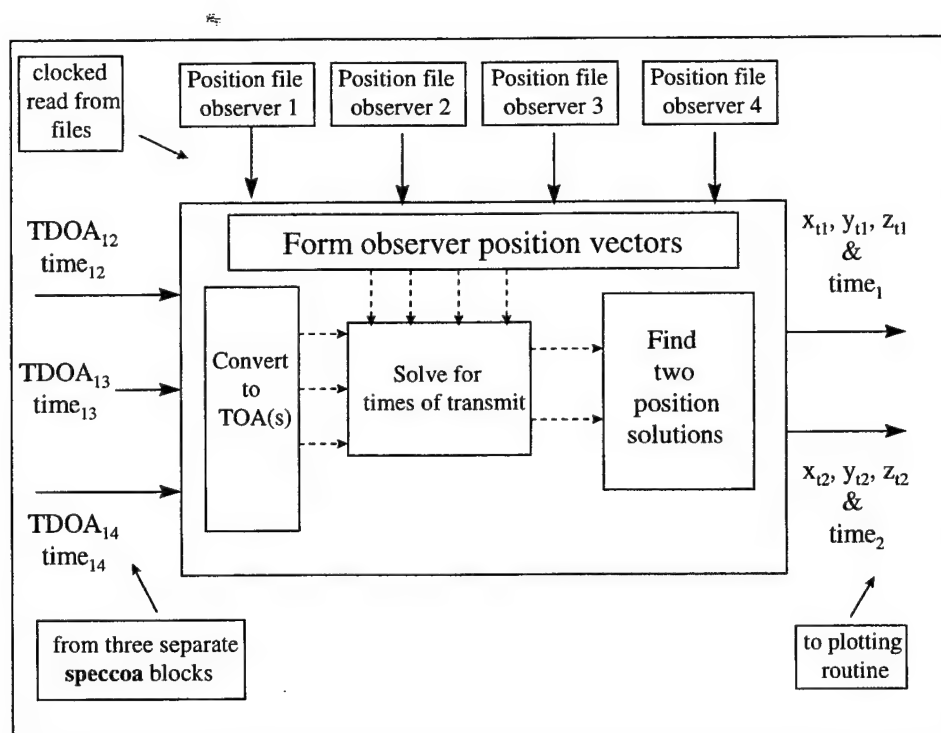 clocked
read from
files
Position file
observer 1
Position file
observer 2
Position file
observer 3
Position file
observer 4
TDOA₁₂
time₁₂
TDOA₁₃
time₁₃
TDOA₁₄
time₁₄
Form observer position vectors
Convert
to
TOA(s)
Solve for
times of transmit
Find
two
position
solutions
xₜ₁, yₜ₁, zₜ₁
&
time₁
xₜ₂, yₜ₂, zₜ₂
&
time₂
from three separate
speccoa blocks
to plotting
routine